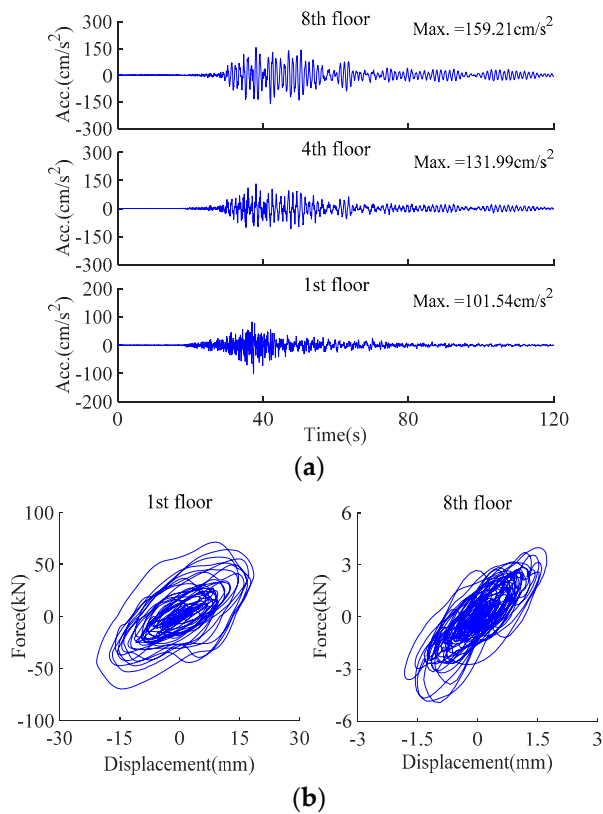 8th floor
Max. =159.21cm/s²
Acc.(cm/s²)
300
150
0
-150
-300
4th floor
Max. =131.99cm/s²
Acc.(cm/s²)
300
150
0
-150
-300
1st floor
Max. =101.54cm/s²
Acc.(cm/s²)
200
100
0
-100
-200
0 40 80 120
Time(s)
(a)
1st floor
Force(kN)
100
50
0
-50
-100
-30 -15 0 15 30
Displacement(mm)
8th floor
Force(kN)
6
3
0
-3
-6
-3 -1.5 0 1.5 3
Displacement(mm)
(b)